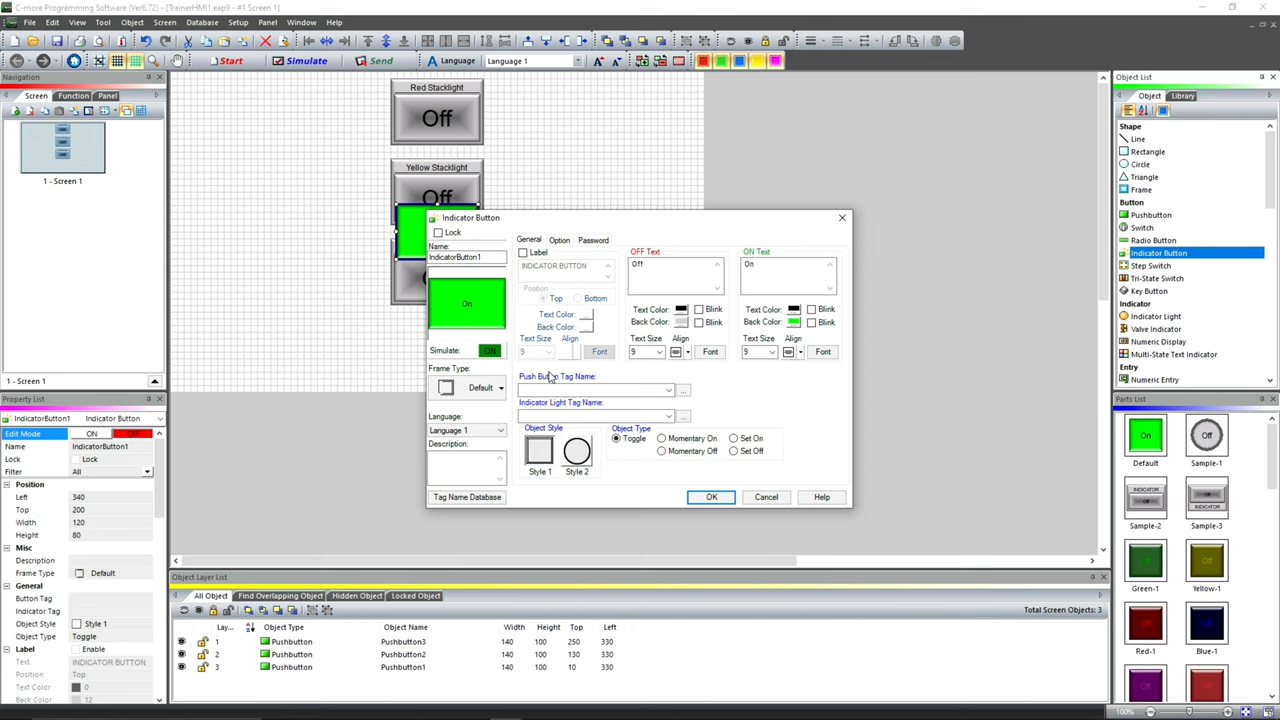 C-more Programming Software (Ver6.72) - [TrainerHMI1.eap9 - #1 Screen 1]
File Edit View Tool Object Screen Database Setup Panel Window Help
Start Simulate Send Language Language 1
Navigation
Screen Function Panel
1 - Screen 1
1 - Screen 1
Property List
IndicatorButton1 Indicator Button
Edit Mode ON OFF
Name IndicatorButton1
Lock Lock
Filter All
Position
Left 340
Top 200
Width 120
Height 80
Misc
Description
Frame Type Default
General
Button Tag
Indicator Tag
Object Style Style 1
Object Type Toggle
Label Enable
Text INDICATOR BUTTON
Position Top
Text Color 0
Back Color 12
Red Stacklight
Off
Yellow Stacklight
Off
Indicator Button
Lock
Name:
IndicatorButton1
On
Simulate: ON
Frame Type:
Default
Language:
Language 1
Description:
Tag Name Database
General Option Password
Label
INDICATOR BUTTON
Position
Top Bottom
Text Color:
Back Color:
Text Size Align
9 Font
OFF Text
Off
Text Color: Blink
Back Color: Blink
Text Size Align
9 Font
ON Text
On
Text Color: Blink
Back Color: Blink
Text Size Align
9 Font
Push Button Tag Name:
...
Indicator Light Tag Name:
...
Object Style
Style 1 Style 2
Object Type
Toggle Momentary On Set On
Momentary Off Set Off
OK Cancel Help
Object Layer List
All Object Find Overlapping Object Hidden Object Locked Object
Total Screen Objects: 3
Lay... Object Type Object Name Width Height Top Left
1 Pushbutton Pushbutton3 140 100 250 330
2 Pushbutton Pushbutton2 140 100 130 330
3 Pushbutton Pushbutton1 140 100 10 330
Object List
Object Library
Shape
Line
Rectangle
Circle
Triangle
Frame
Button
Pushbutton
Switch
Radio Button
Indicator Button
Step Switch
Tri-State Switch
Key Button
Indicator
Indicator Light
Valve Indicator
Numeric Display
Multi-State Text Indicator
Entry
Numeric Entry
Parts List
On Off
Default Sample-1
INDICATOR INDICATOR
Sample-2 Sample-3
Green-1 Yellow-1
Red-1 Blue-1
100%